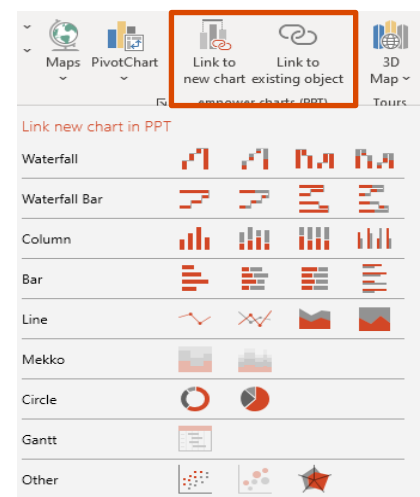 Maps PivotChart Link to new chart Link to existing object 3D Map
empower charts (PPT) Tours
Link new chart in PPT
Waterfall
Waterfall Bar
Column
Bar
Line
Mekko
Circle
Gantt
Other